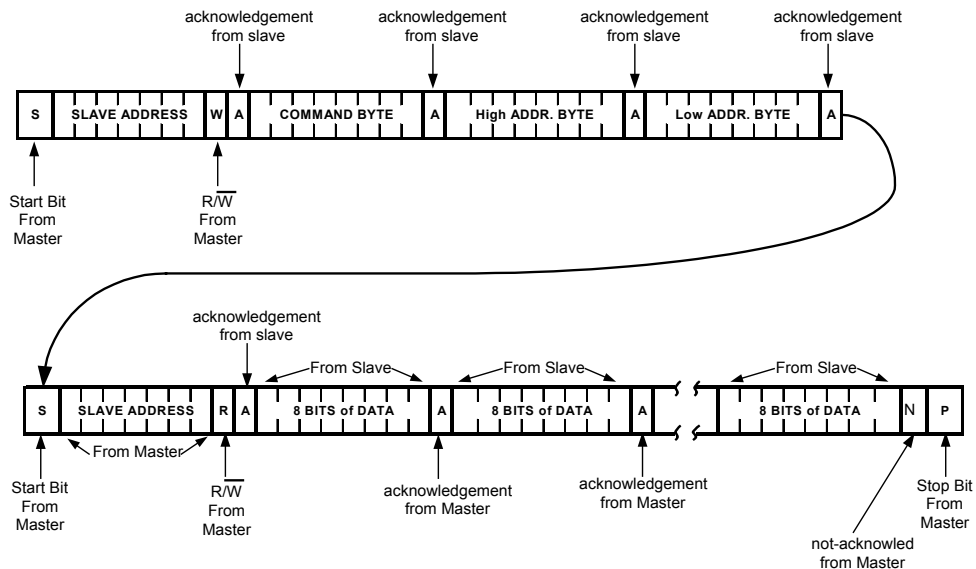 acknowledgement
from slave
acknowledgement
from slave
acknowledgement
from slave
acknowledgement
from slave
S SLAVE ADDRESS W A COMMAND BYTE A High ADDR. BYTE A Low ADDR. BYTE A
Start Bit
From
Master
R/W̅
From
Master
acknowledgement
from slave
From Slave
From Slave
From Slave
S SLAVE ADDRESS R A 8 BITS of DATA A 8 BITS of DATA A 8 BITS of DATA N P
From Master
Start Bit
From
Master
R/W̅
From
Master
acknowledgement
from Master
acknowledgement
from Master
Stop Bit
From
Master
not-acknowled
from Master